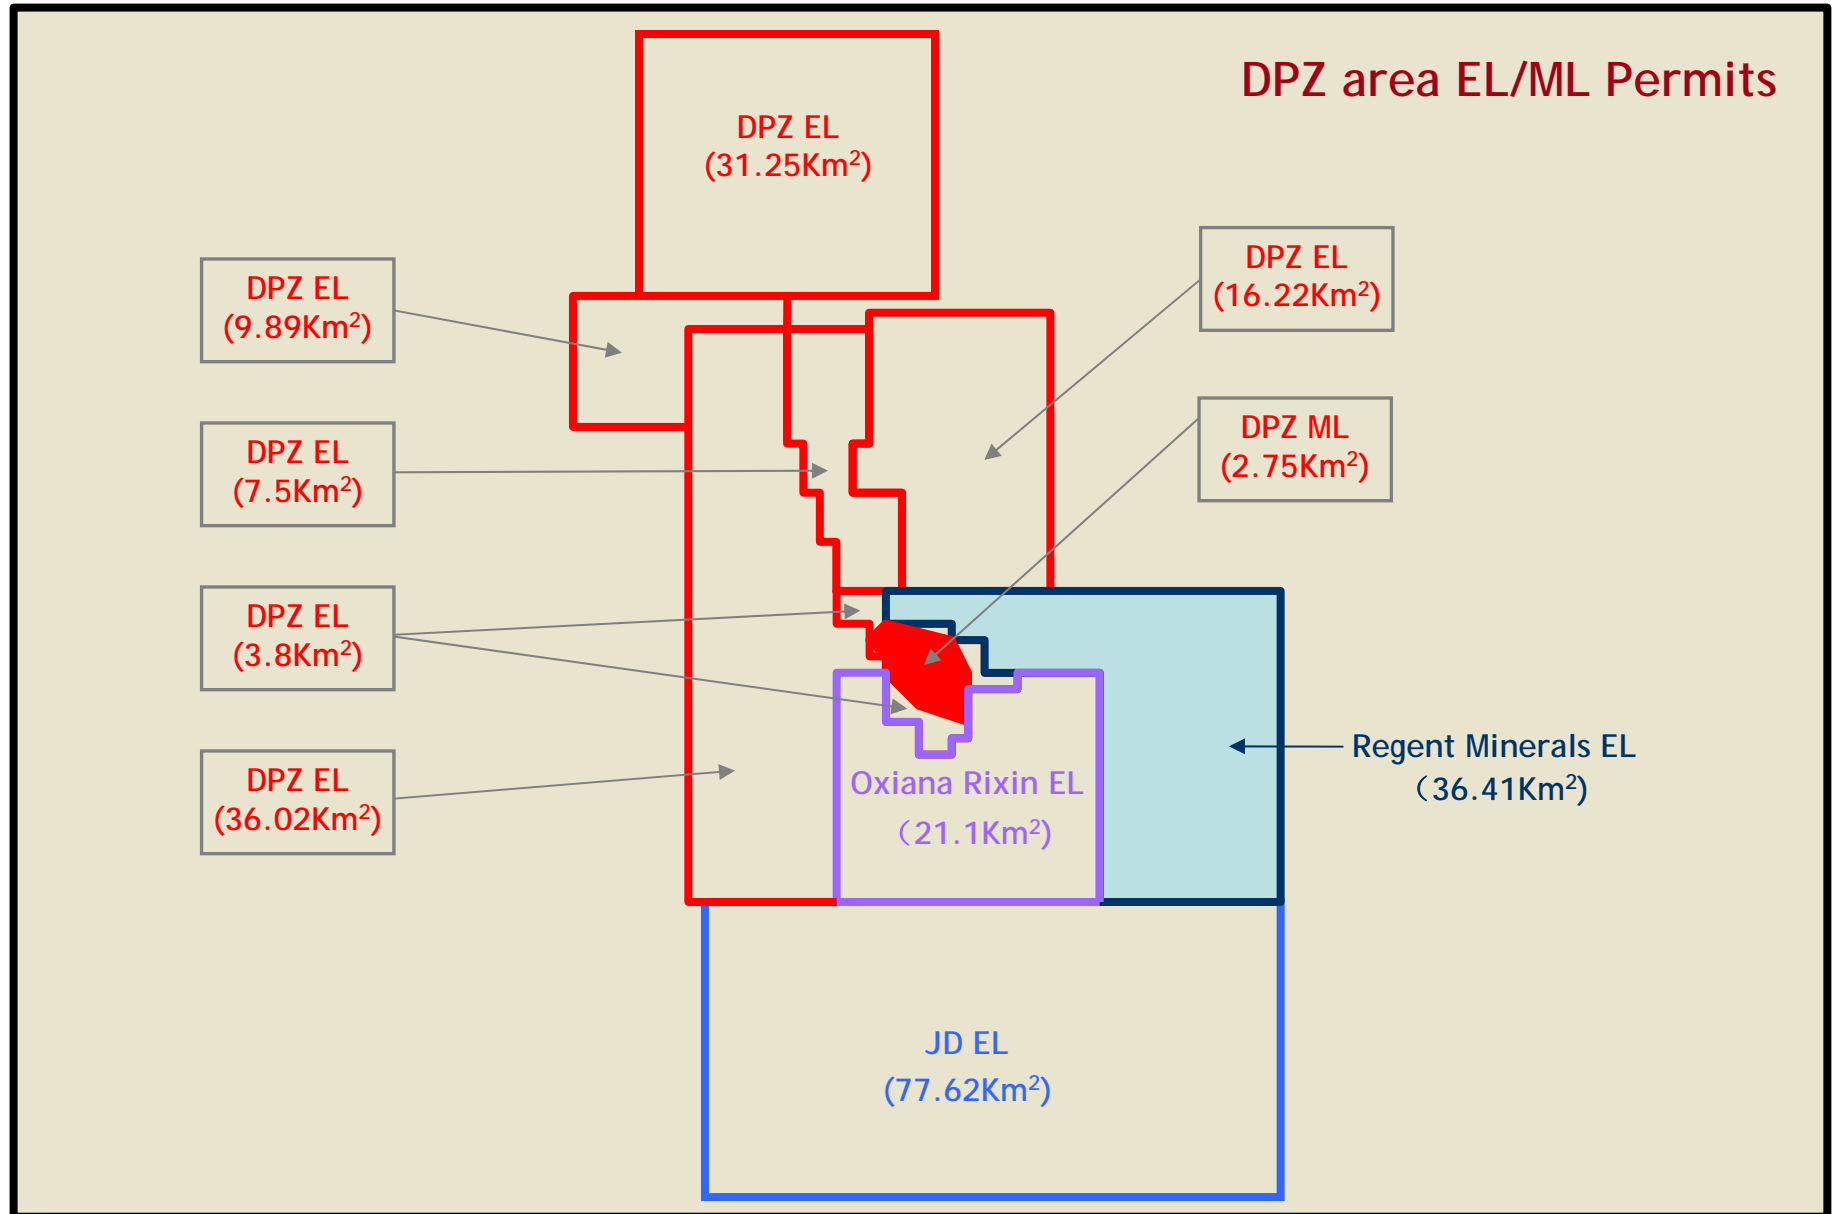 DPZ area EL/ML Permits
DPZ EL
(31.25Km²)
DPZ EL
(9.89Km²)
DPZ EL
(16.22Km²)
DPZ EL
(7.5Km²)
DPZ ML
(2.75Km²)
DPZ EL
(3.8Km²)
DPZ EL
(36.02Km²)
Oxiana Rixin EL
（21.1Km²)
Regent Minerals EL
（36.41Km²)
JD EL
(77.62Km²)